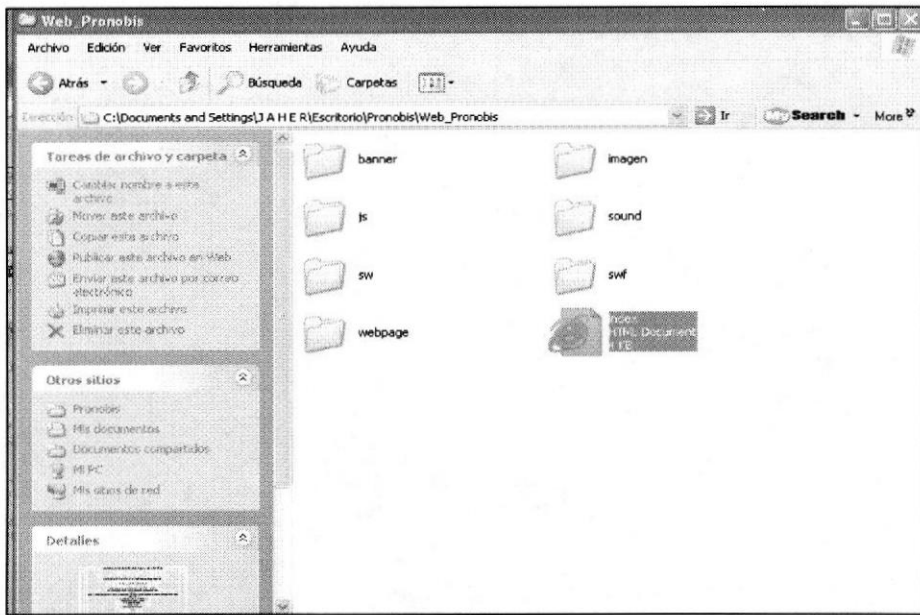 Web_Pronobis
Archivo Edición Ver Favoritos Herramientas Ayuda
Atrás Búsqueda Carpetas
Dirección C:\Documents and Settings\J A H E R\Escritorio\Pronobis\Web_Pronobis Ir Search More
Tareas de archivo y carpeta
Cambiar nombre a este
archivo
Mover este archivo
Copiar este archivo
Publicar este archivo en Web
Enviar este archivo por correo
electrónico
Imprimir este archivo
Eliminar este archivo
Otros sitios
Pronobis
Mis documentos
Documentos compartidos
Mi PC
Mis sitios de red
Detalles
banner
imagen
js
sound
sw
swf
webpage
index
HTML Document
KB